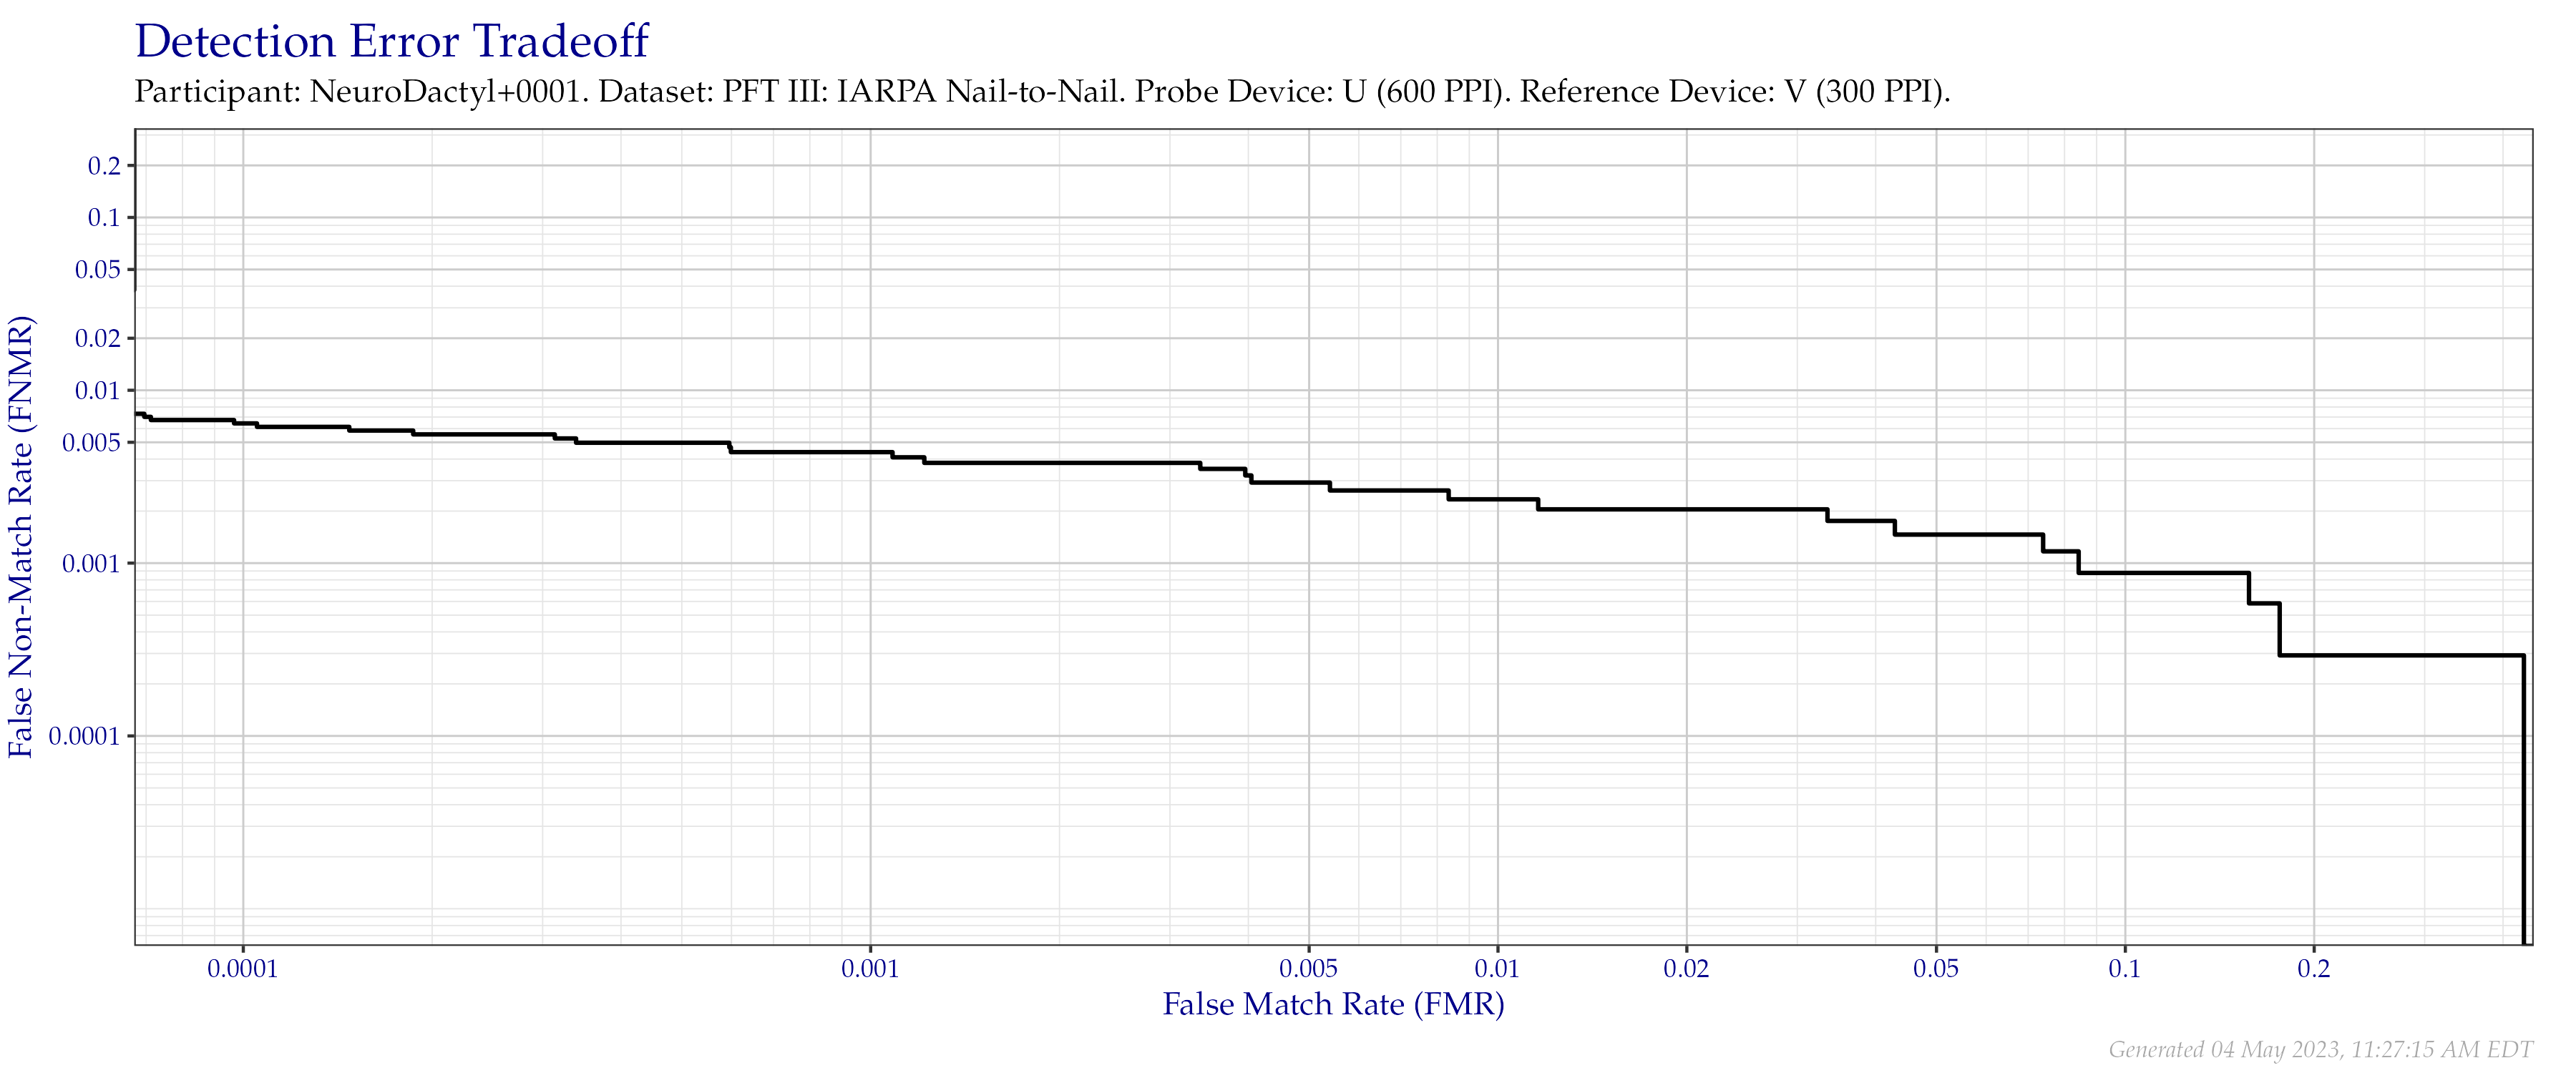 Detection Error Tradeoff
Participant: NeuroDactyl+0001. Dataset: PFT III: IARPA Nail-to-Nail. Probe Device: U (600 PPI). Reference Device: V (300 PPI).
False Non-Match Rate (FNMR)
0.2
0.1
0.05
0.02
0.01
0.005
0.001
0.0001
0.0001 0.001 0.005 0.01 0.02 0.05 0.1 0.2
False Match Rate (FMR)
Generated 04 May 2023, 11:27:15 AM EDT